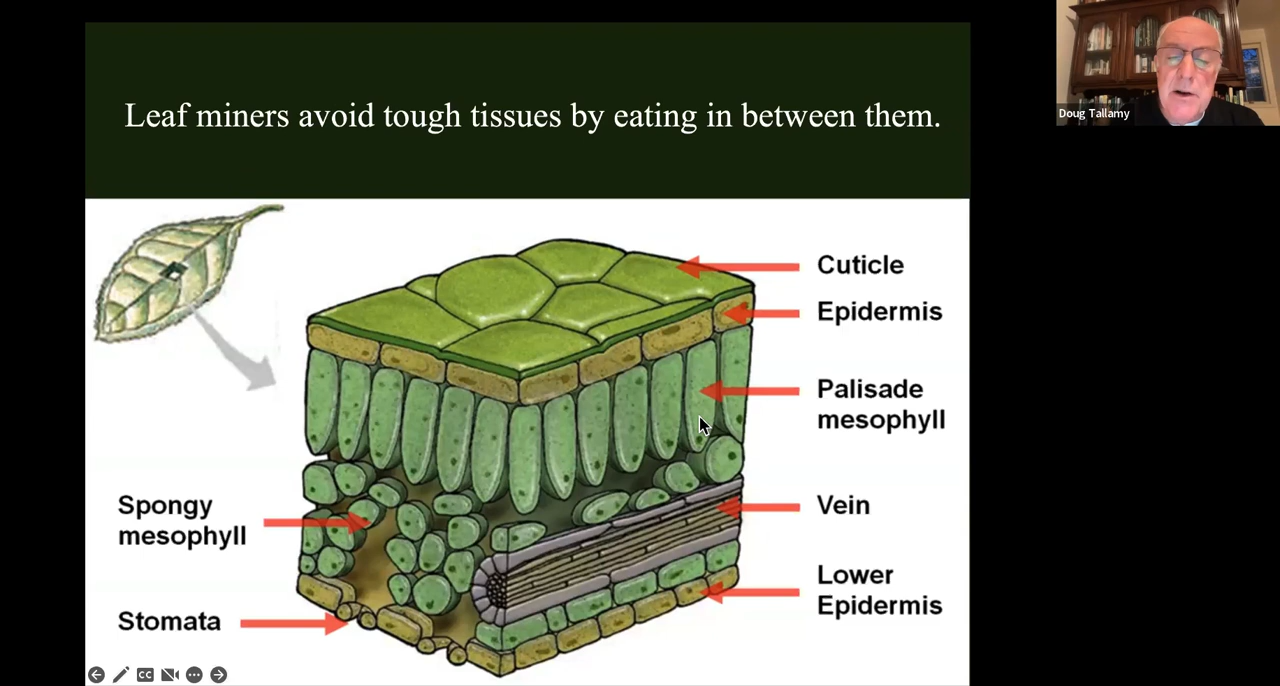 Leaf miners avoid tough tissues by eating in between them.
Doug Tallamy
Cuticle
Epidermis
Palisade
mesophyll
Spongy
mesophyll
Vein
Lower
Epidermis
Stomata
CC